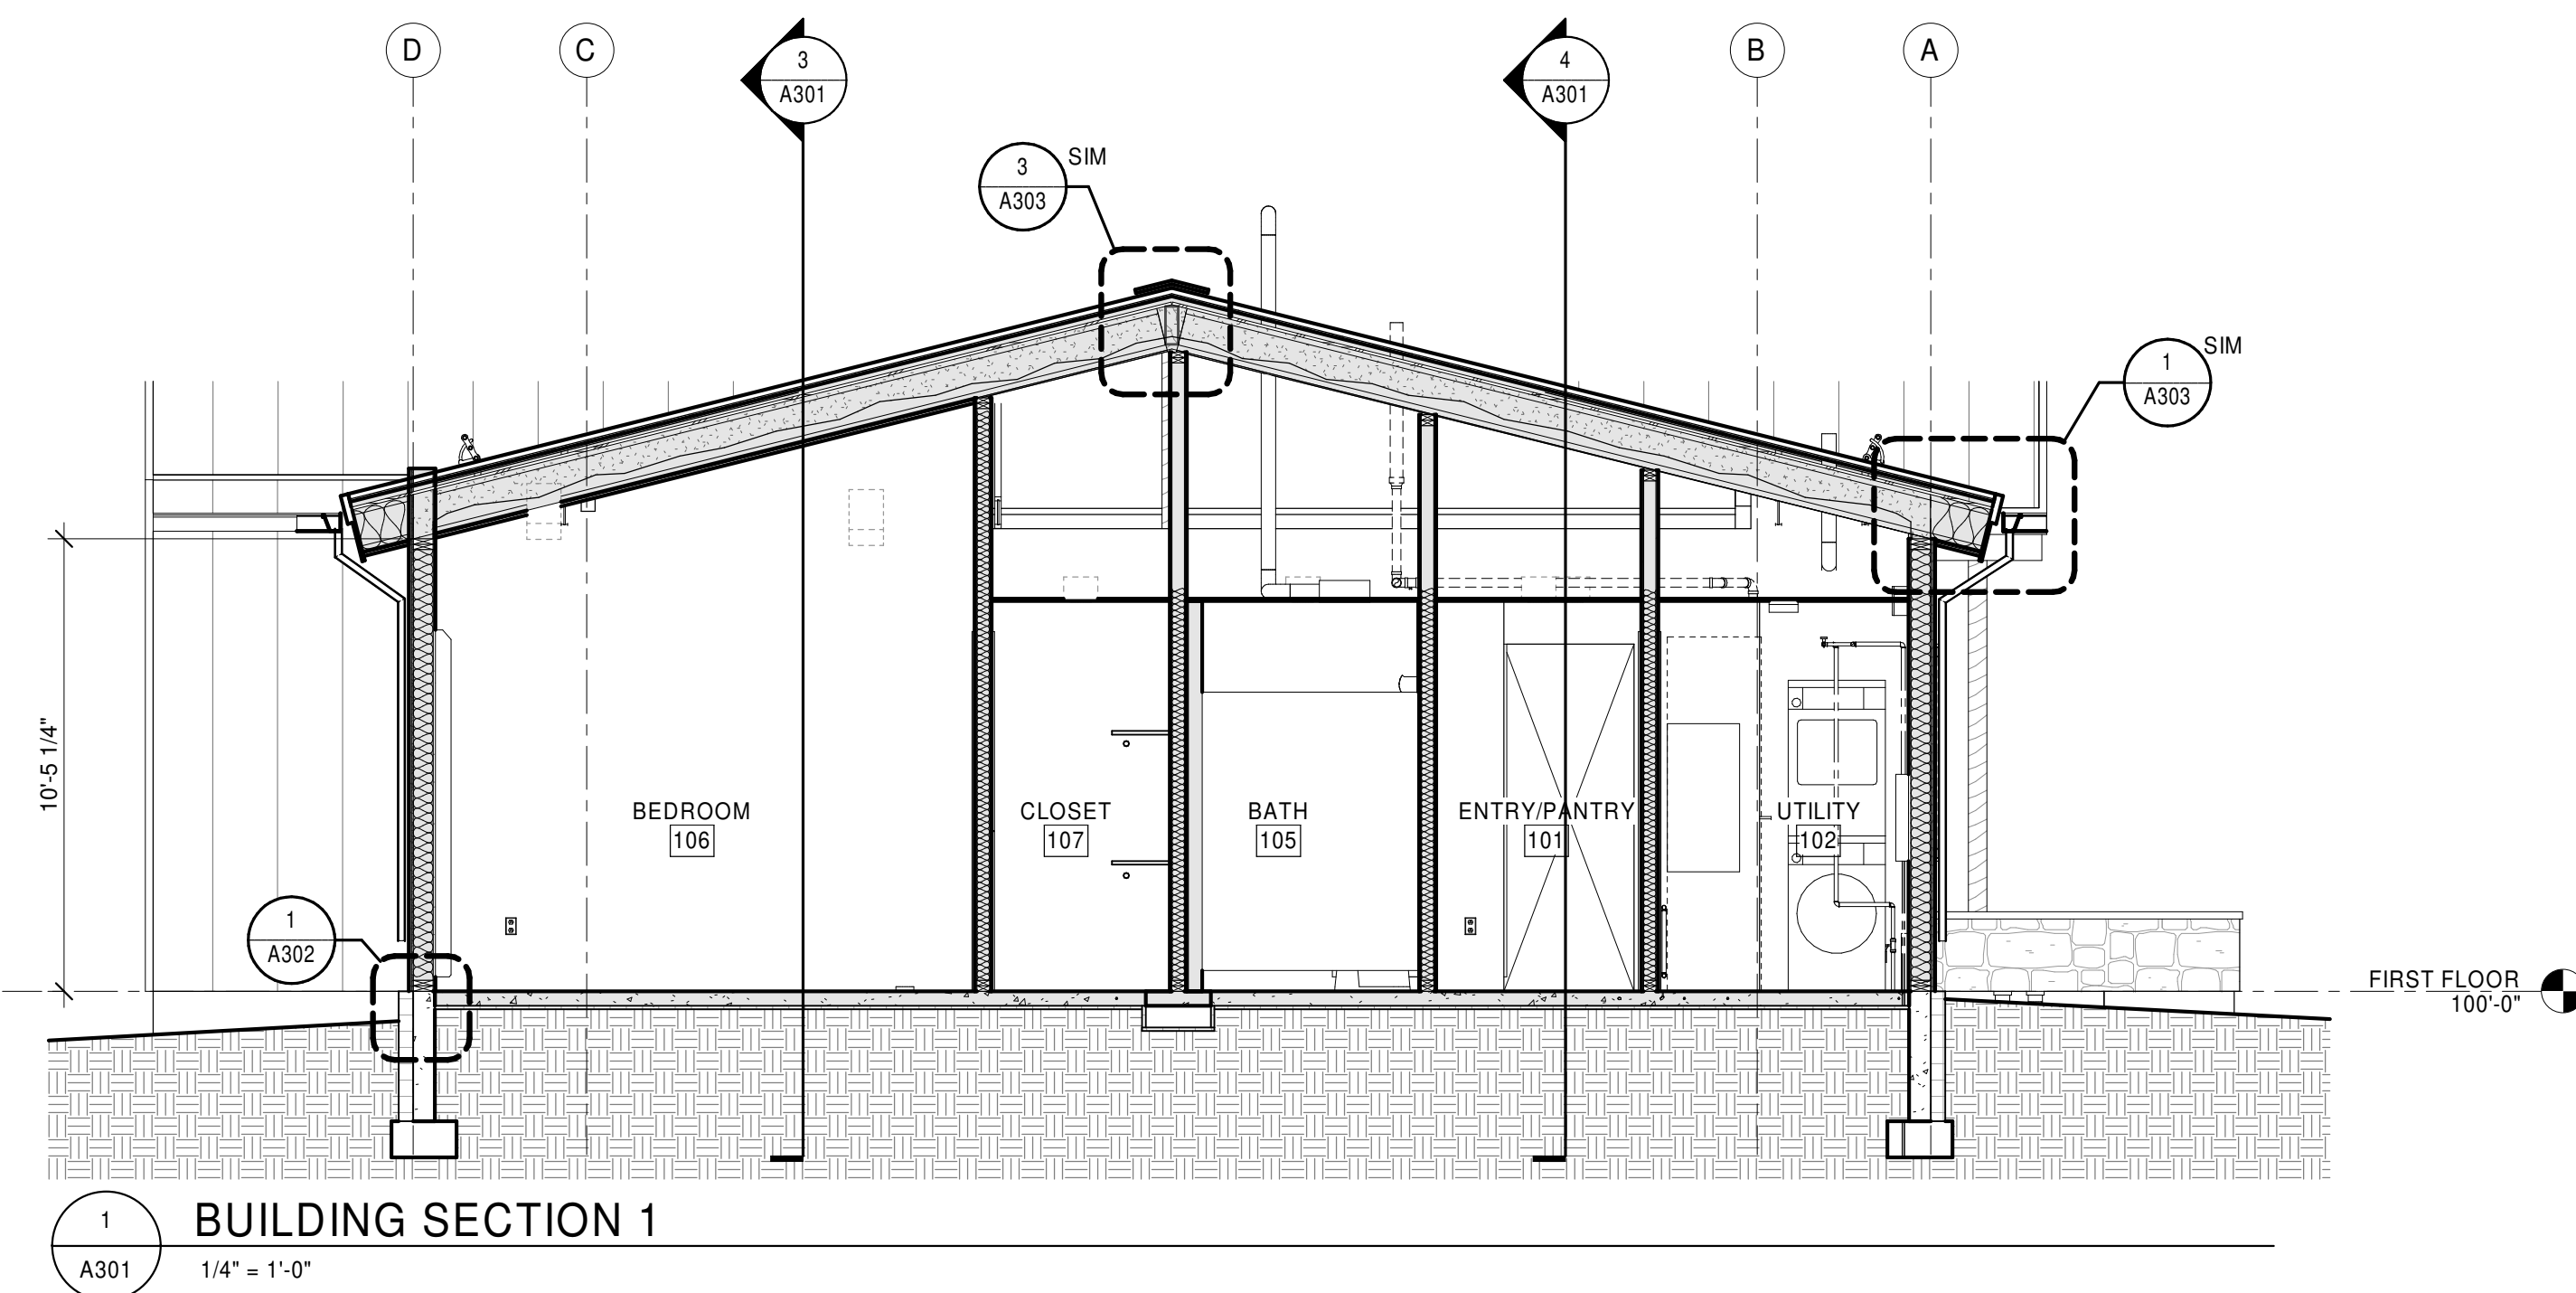 D
C
3
A301
4
A301
B
A
3
A303
SIM
1
A303
SIM
10'-5 1/4"
BEDROOM
106
CLOSET
107
BATH
105
ENTRY/PANTRY
101
UTILITY
102
1
A302
FIRST FLOOR
100'-0"
1
A301
BUILDING SECTION 1
1/4" = 1'-0"